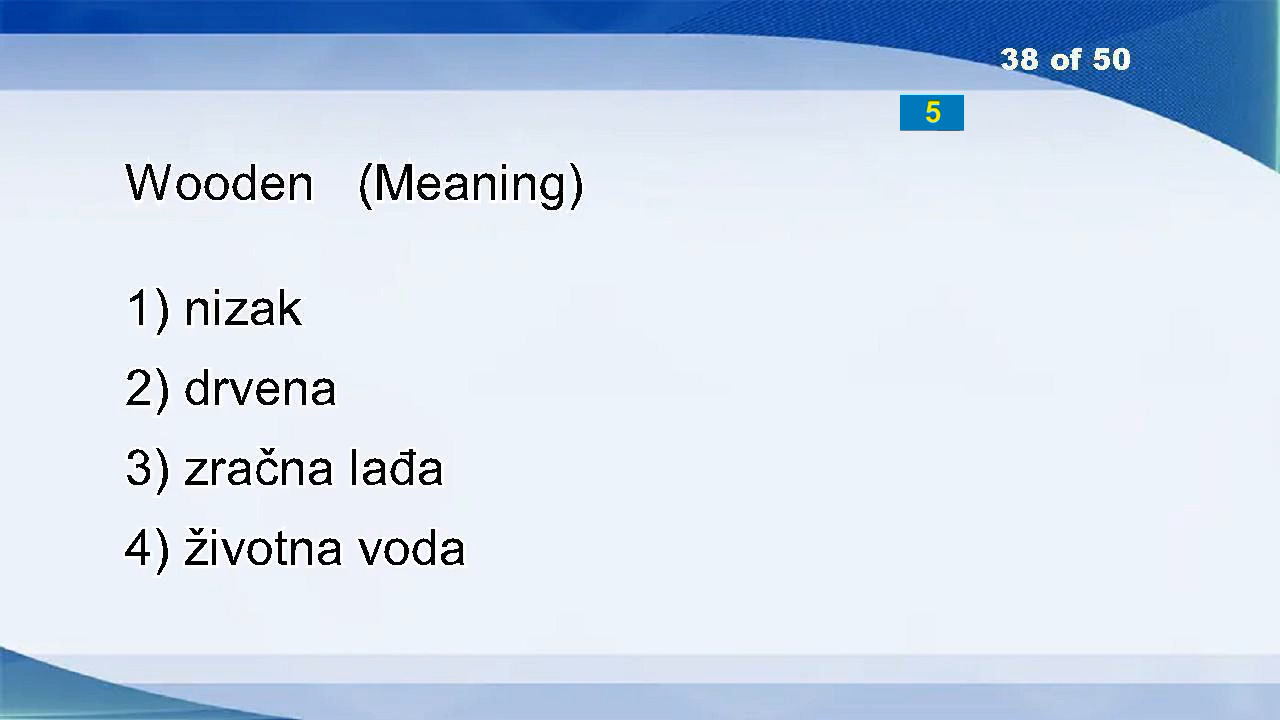 38 of 50
5
Wooden (Meaning)
1) nizak
2) drvena
3) zračna lađa
4) životna voda